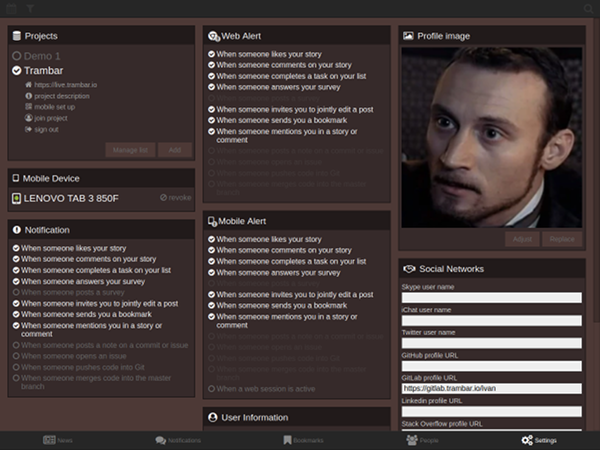 Projects
Demo 1
Trambar
https://live.trambar.io
project description
mobile set up
join project
sign out
Manage list
Add
Mobile Device
LENOVO TAB 3 850F
revoke
Notification
When someone likes your story
When someone comments on your story
When someone completes a task on your list
When someone answers your survey
When someone posts a survey
When someone invites you to jointly edit a post
When someone sends you a bookmark
When someone mentions you in a story or
comment
When someone posts a note on a commit or issue
When someone opens an issue
When someone pushes code into Git
When someone merges code into the master
branch
Web Alert
When someone likes your story
When someone comments on your story
When someone completes a task on your list
When someone answers your survey
When someone invites you to jointly edit a post
When someone sends you a bookmark
When someone mentions you in a story or
comment
Mobile Alert
When someone likes your story
When someone comments on your story
When someone completes a task on your list
When someone answers your survey
When someone invites you to jointly edit a post
When someone sends you a bookmark
When someone mentions you in a story or
comment
When a web session is active
User Information
Profile image
Adjust
Replace
Social Networks
Skype user name
iChat user name
Twitter user name
GitHub profile URL
GitLab profile URL
https://gitlab.trambar.io/ivan
Linkedin profile URL
Stack Overflow profile URL
News
Notifications
Bookmarks
People
Settings